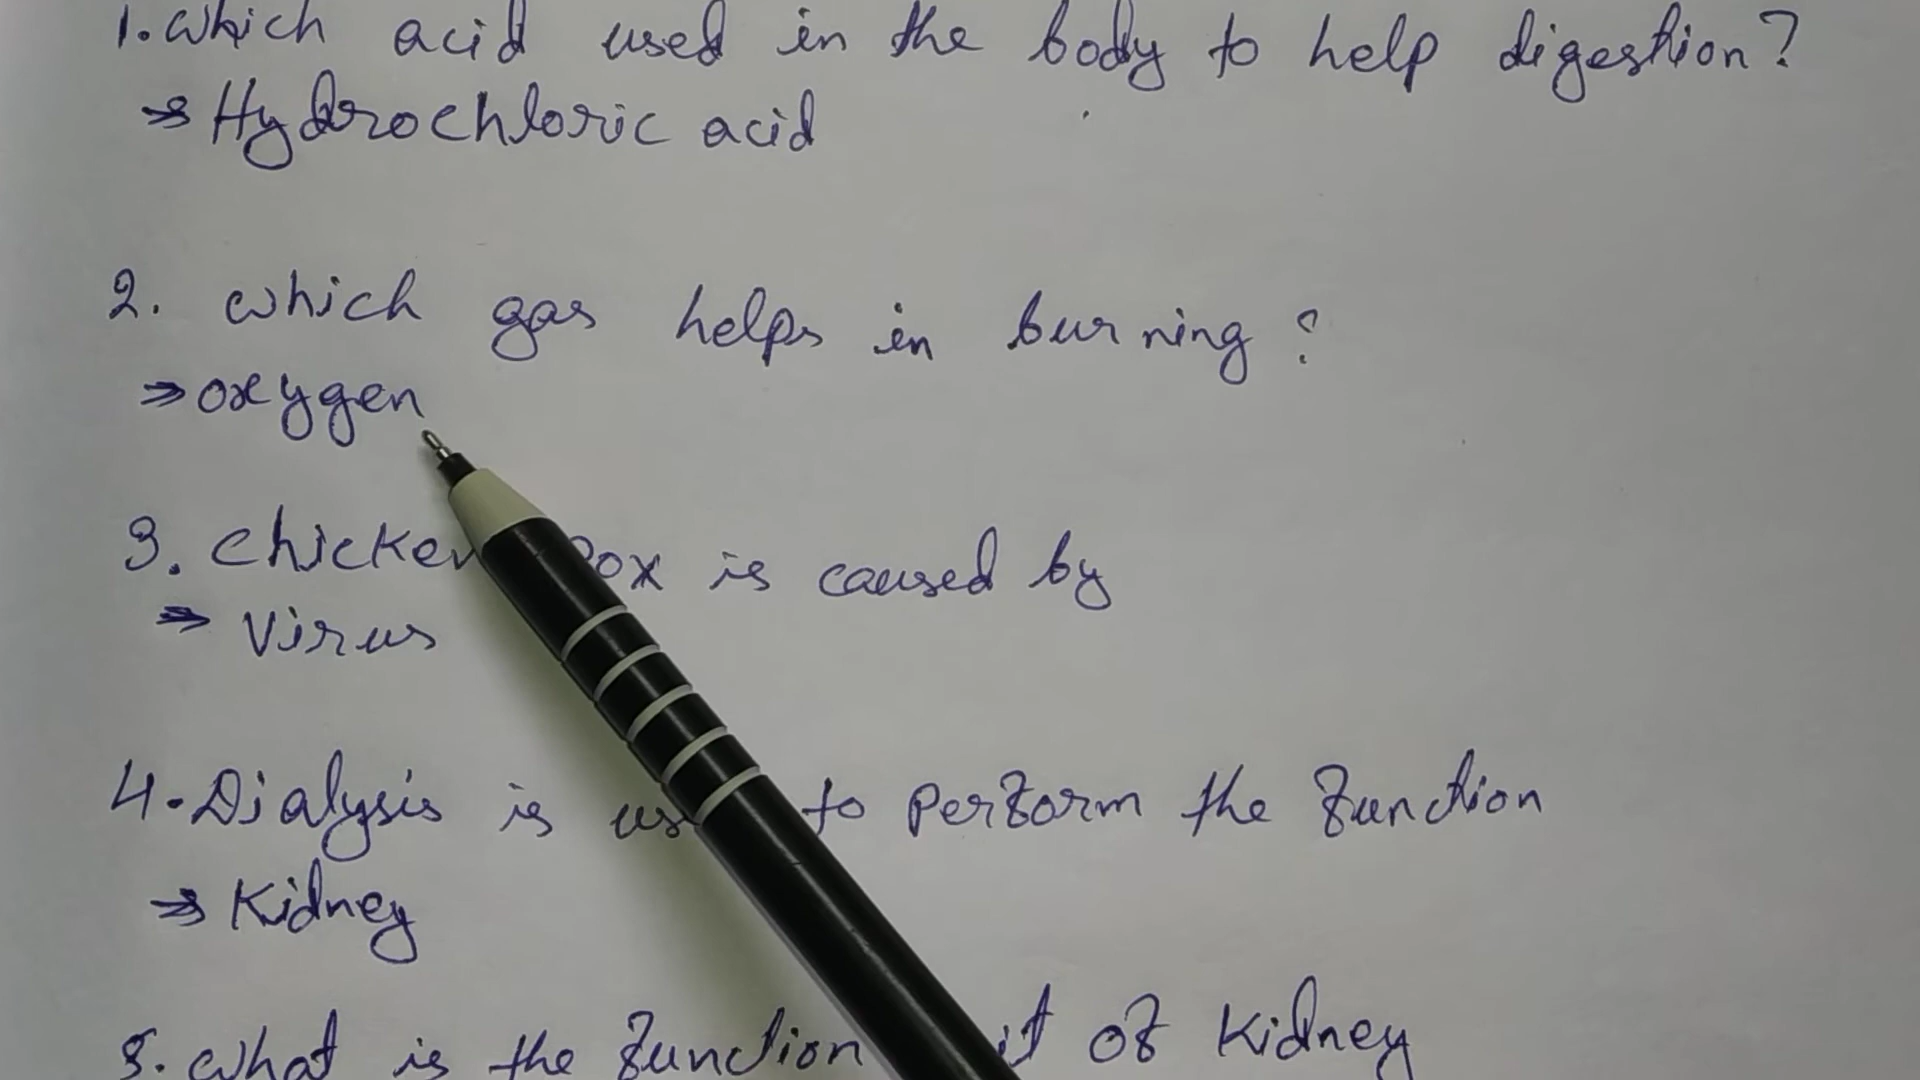 1. Which acid used in the body to help digestion?
⇒ Hydrochloric acid
2. Which gas helps in burning?
⇒ Oxygen
3. Chicken Pox is caused by
⇒ Virus
4. Dialysis is to Perform the function
⇒ Kidney
5. What is the function of Kidney